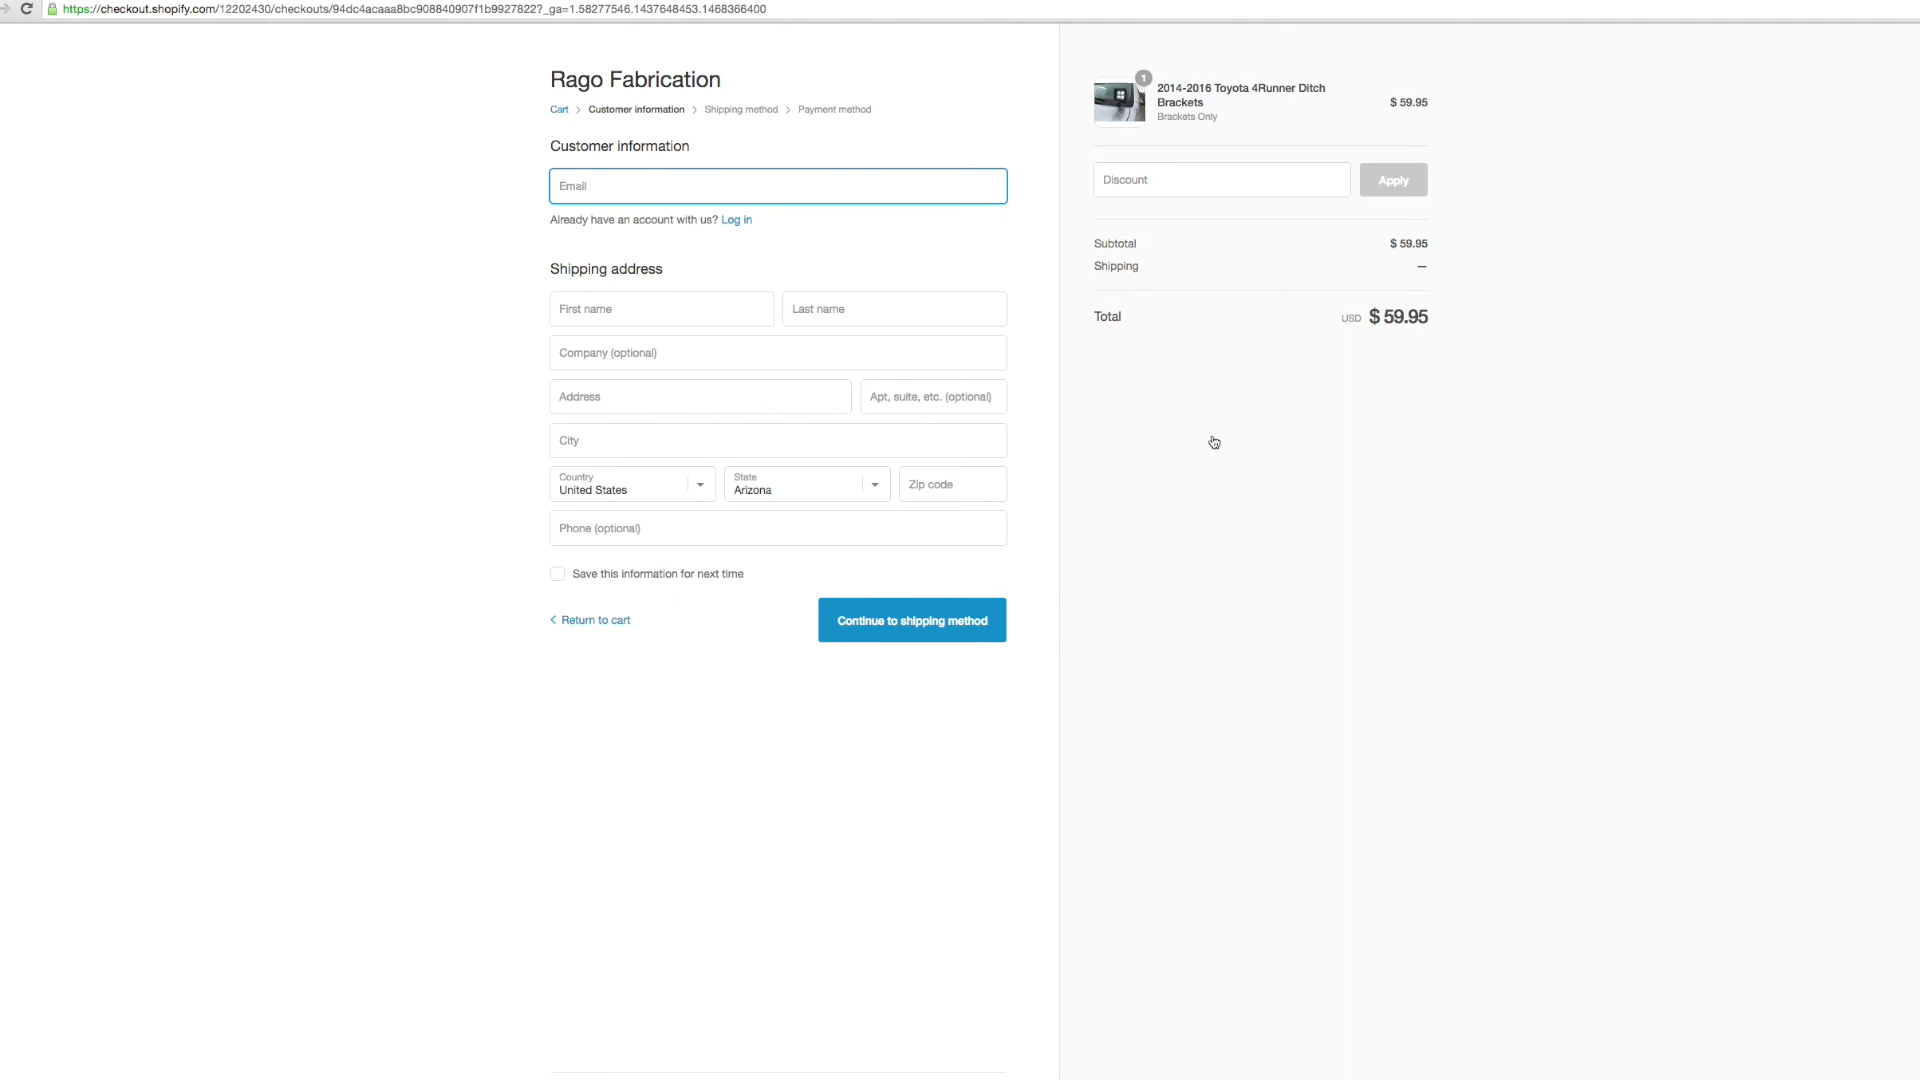 https://checkout.shopify.com/12202430/checkouts/94dc4acaaa8bc908840907f1b9927822?_ga=1.58277546.1437648453.1468366400
Rago Fabrication
Cart > Customer information > Shipping method > Payment method
Customer information
Email
Already have an account with us? Log in
Shipping address
First name Last name
Company (optional)
Address Apt, suite, etc. (optional)
City
Country State
United States Arizona Zip code
Phone (optional)
Save this information for next time
< Return to cart Continue to shipping method
1
2014-2016 Toyota 4Runner Ditch
Brackets $ 59.95
Brackets Only
Discount Apply
Subtotal $ 59.95
Shipping —
Total USD $ 59.95